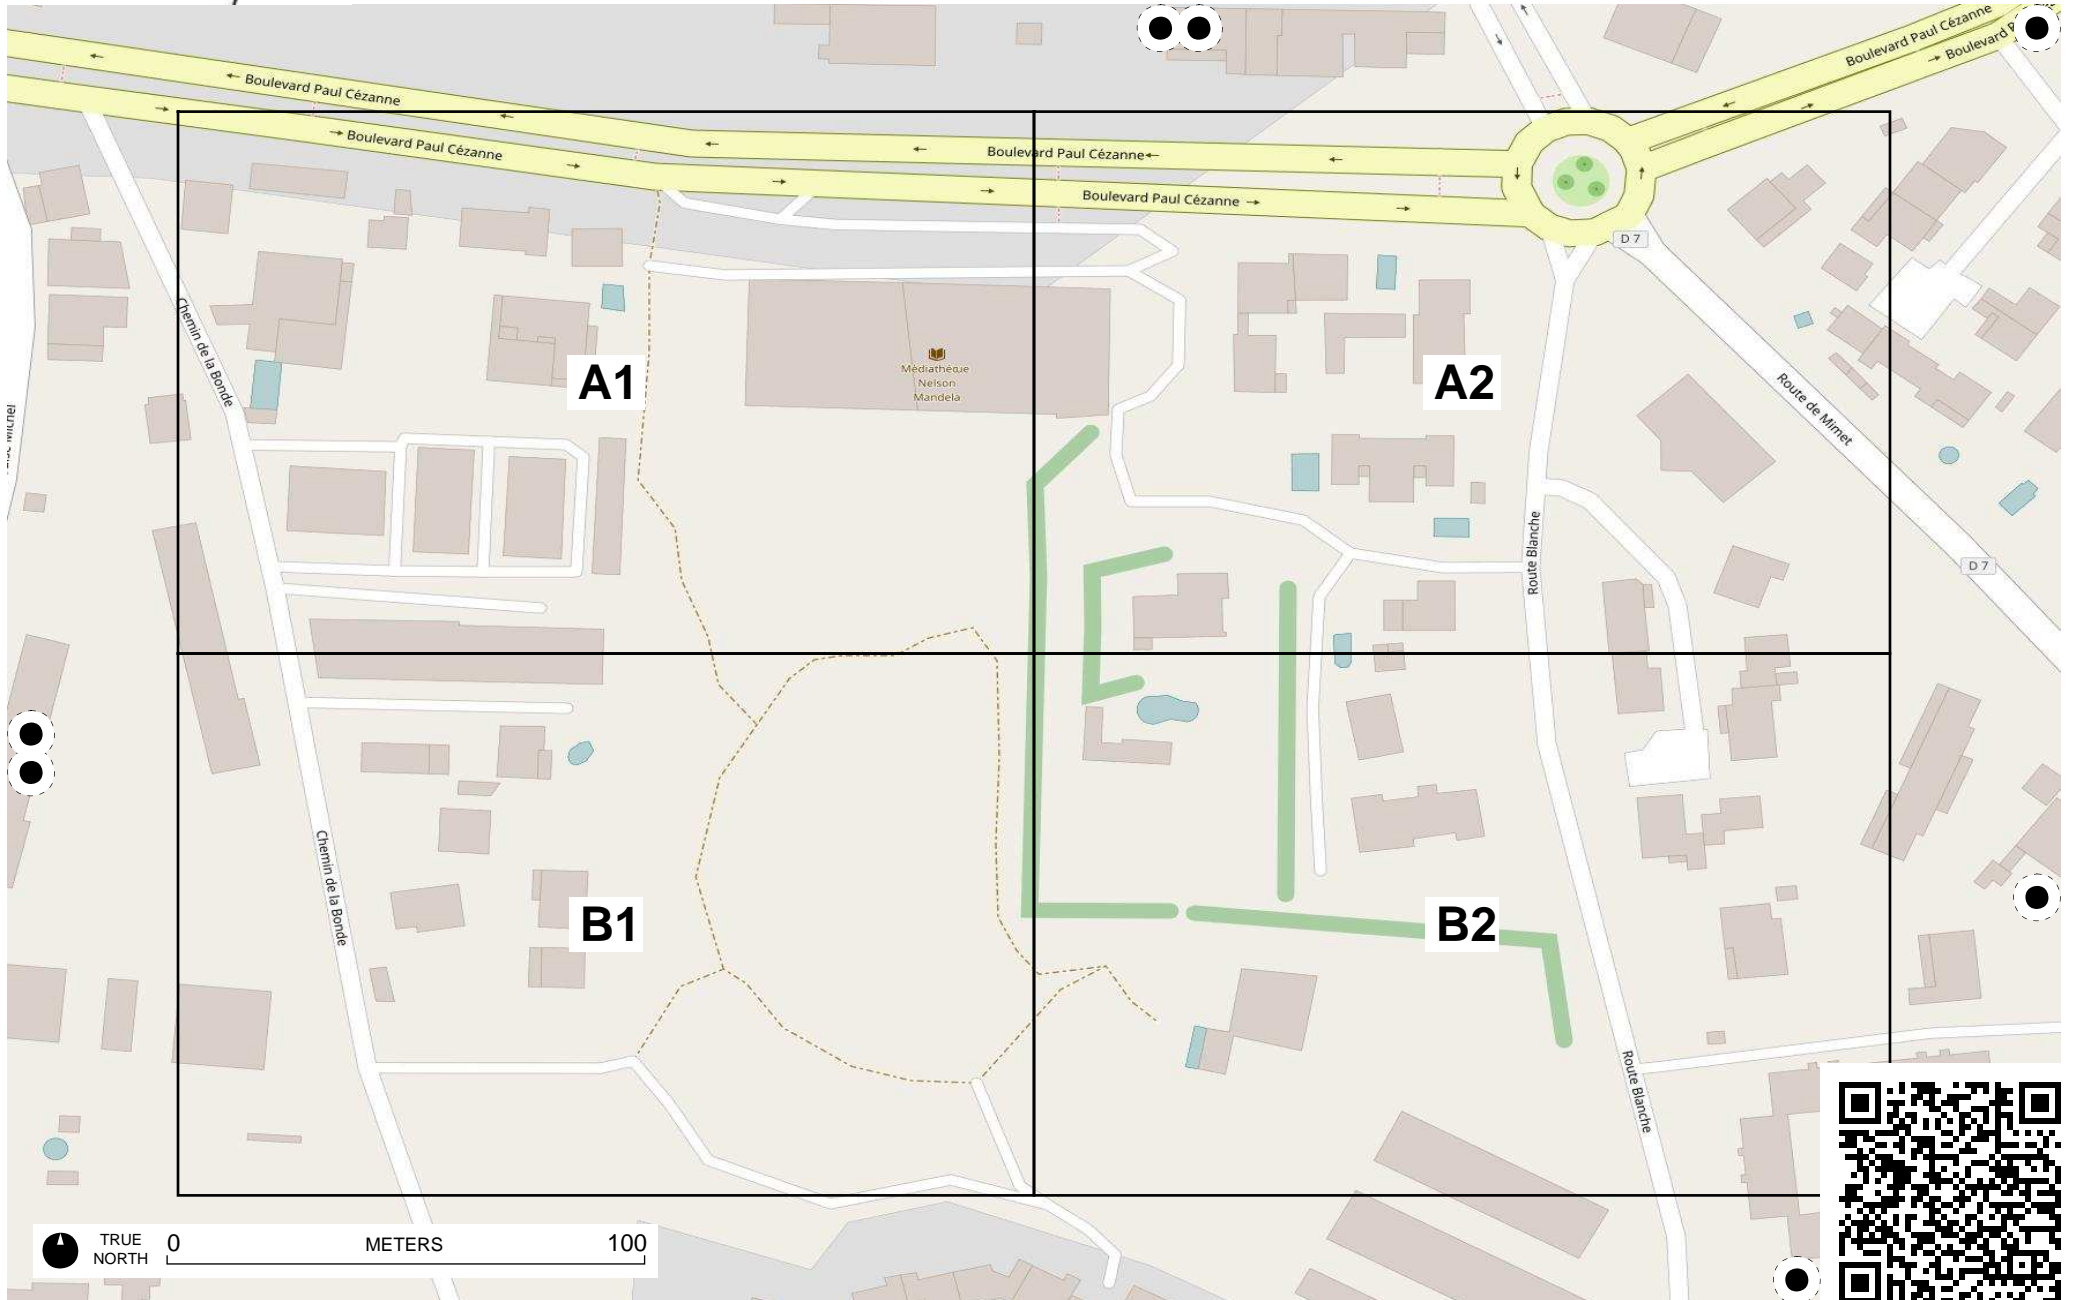 Boulevard Paul Cézanne
Boulevard
← Boulevard Paul Cézanne
→ Boulevard Paul Cézanne
Boulevard Paul Cézanne←
Boulevard Paul Cézanne →
D 7
Chemin de la Bonde
A1
Médiathèque
Nelson
Mandela
A2
Route de Mimet
Route Blanche
D 7
Chemin de la Bonde
B1
B2
Route Blanche
TRUE
NORTH
0
METERS
100